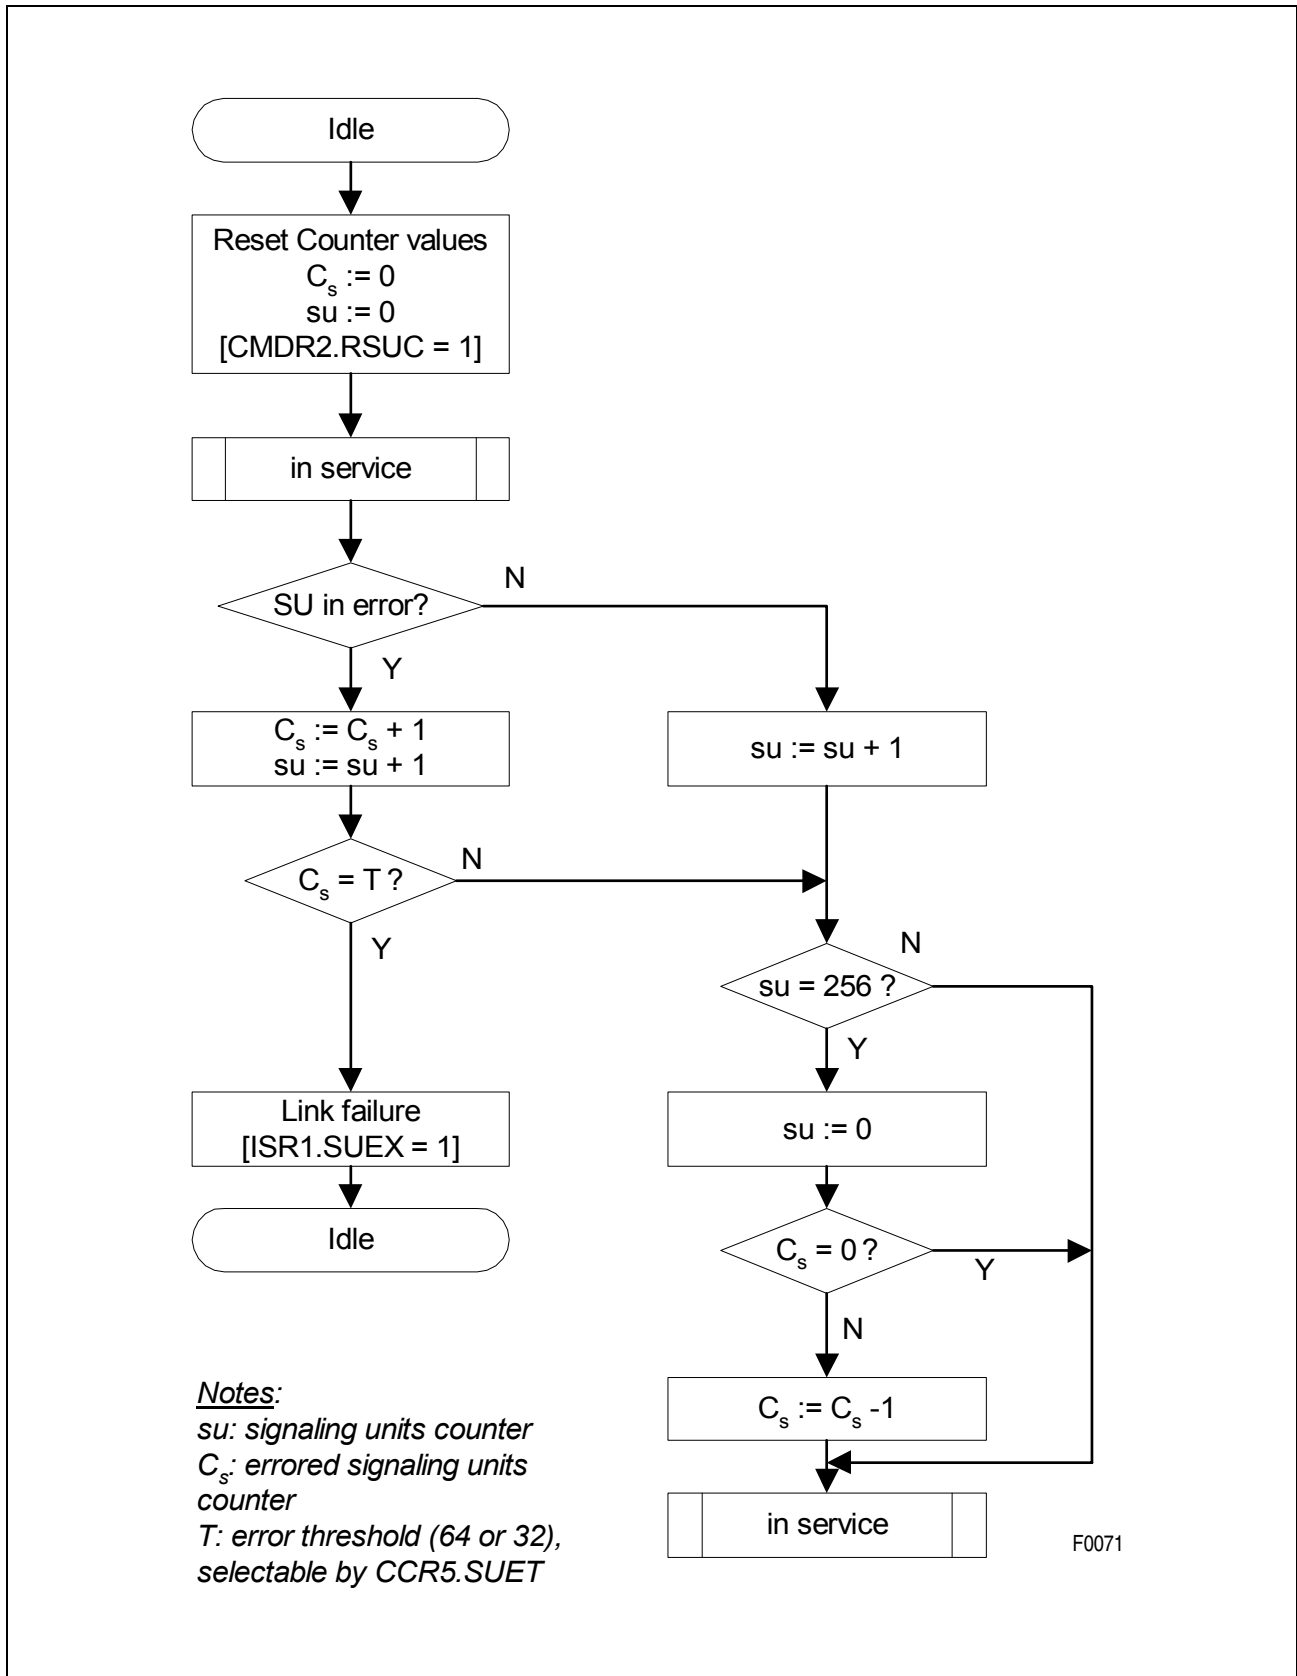 Idle
Reset Counter values
Cs := 0
su := 0
[CMDR2.RSUC = 1]
in service
SU in error?
N
Y
Cs := Cs + 1
su := su + 1
su := su + 1
Cs = T ?
N
Y
su = 256 ?
N
Y
Link failure
[ISR1.SUEX = 1]
su := 0
Idle
Cs = 0 ?
Y
N
Cs := Cs -1
in service
Notes:
su: signaling units counter
Cs: errored signaling units
counter
T: error threshold (64 or 32),
selectable by CCR5.SUET
F0071